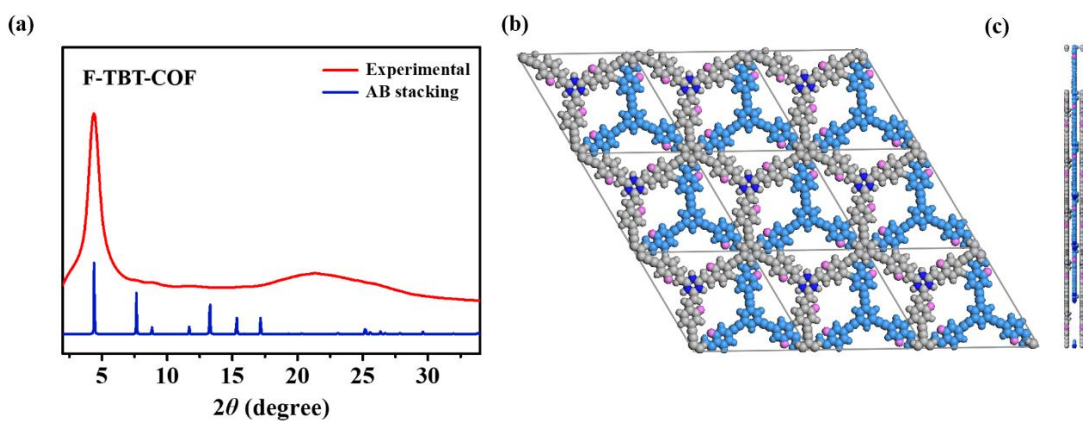 (a)
F-TBT-COF
Experimental
AB stacking
5 10 15 20 25 30
2θ (degree)
(b)
(c)